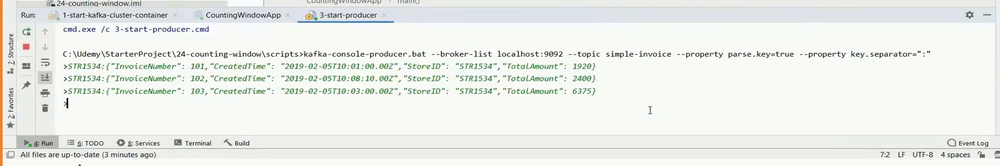 24-counting-window.iml
CountingWindowApp > main()
Run: 1-start-kafka-cluster-container × CountingWindowApp × 3-start-producer ×
cmd.exe /c 3-start-producer.cmd
C:\Udemy\StarterProject\24-counting-window\scripts>kafka-console-producer.bat --broker-list localhost:9092 --topic simple-invoice --property parse.key=true --property key.separator=":"
>STR1534:{"InvoiceNumber": 101,"CreatedTime": "2019-02-05T10:01:00.00Z","StoreID": "STR1534","TotalAmount": 1920}
>STR1534:{"InvoiceNumber": 102,"CreatedTime": "2019-02-05T10:08:10.00Z","StoreID": "STR1534","TotalAmount": 2400}
>STR1534:{"InvoiceNumber": 103,"CreatedTime": "2019-02-05T10:03:00.00Z","StoreID": "STR1534","TotalAmount": 6375}
>
7: Structure
2: Favorites
4: Run 6: TODO 8: Services Terminal Build Event Log
All files are up-to-date (3 minutes ago) 7:2 LF UTF-8 4 spaces